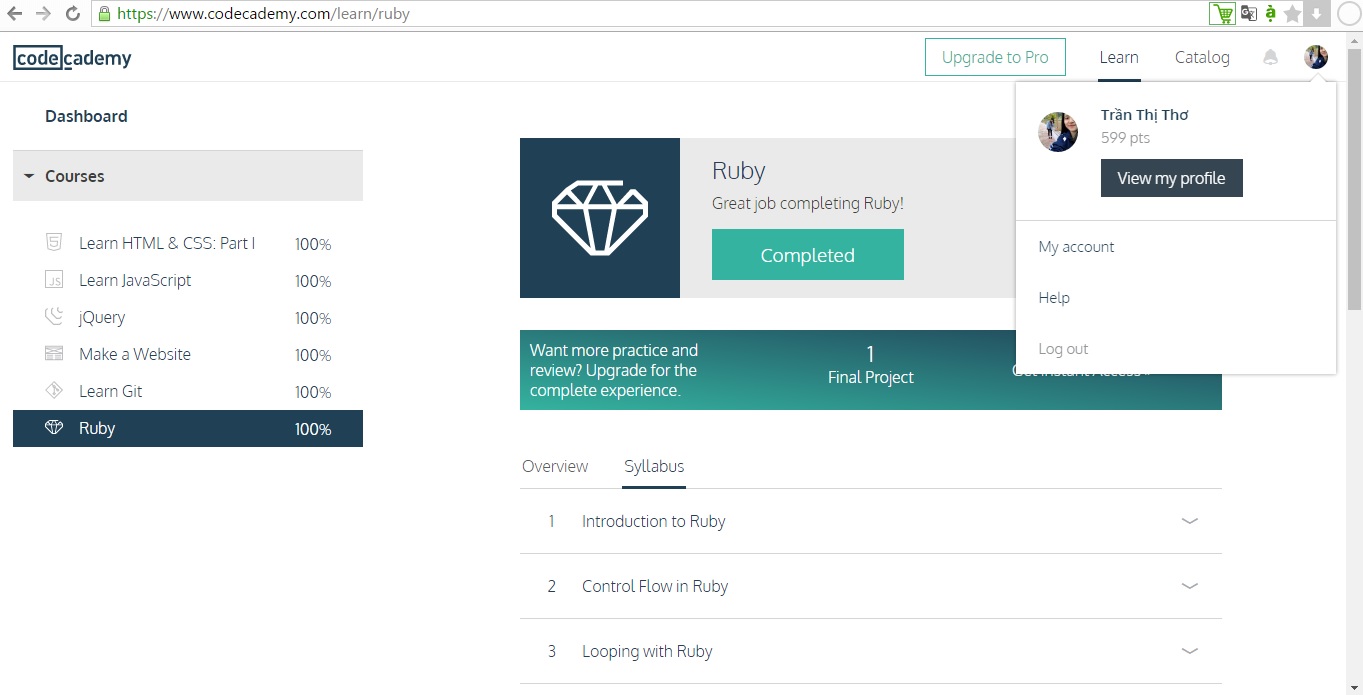 https://www.codecademy.com/learn/ruby
codecademy
Upgrade to Pro
Learn
Catalog
Trần Thị Thơ
599 pts
View my profile
My account
Help
Log out
Dashboard
Courses
Learn HTML & CSS: Part I 100%
JS Learn JavaScript 100%
jQuery 100%
Make a Website 100%
Learn Git 100%
Ruby 100%
Ruby
Great job completing Ruby!
Completed
Want more practice and
review? Upgrade for the
complete experience.
1
Final Project
Get Instant Access
Overview
Syllabus
1 Introduction to Ruby
2 Control Flow in Ruby
3 Looping with Ruby